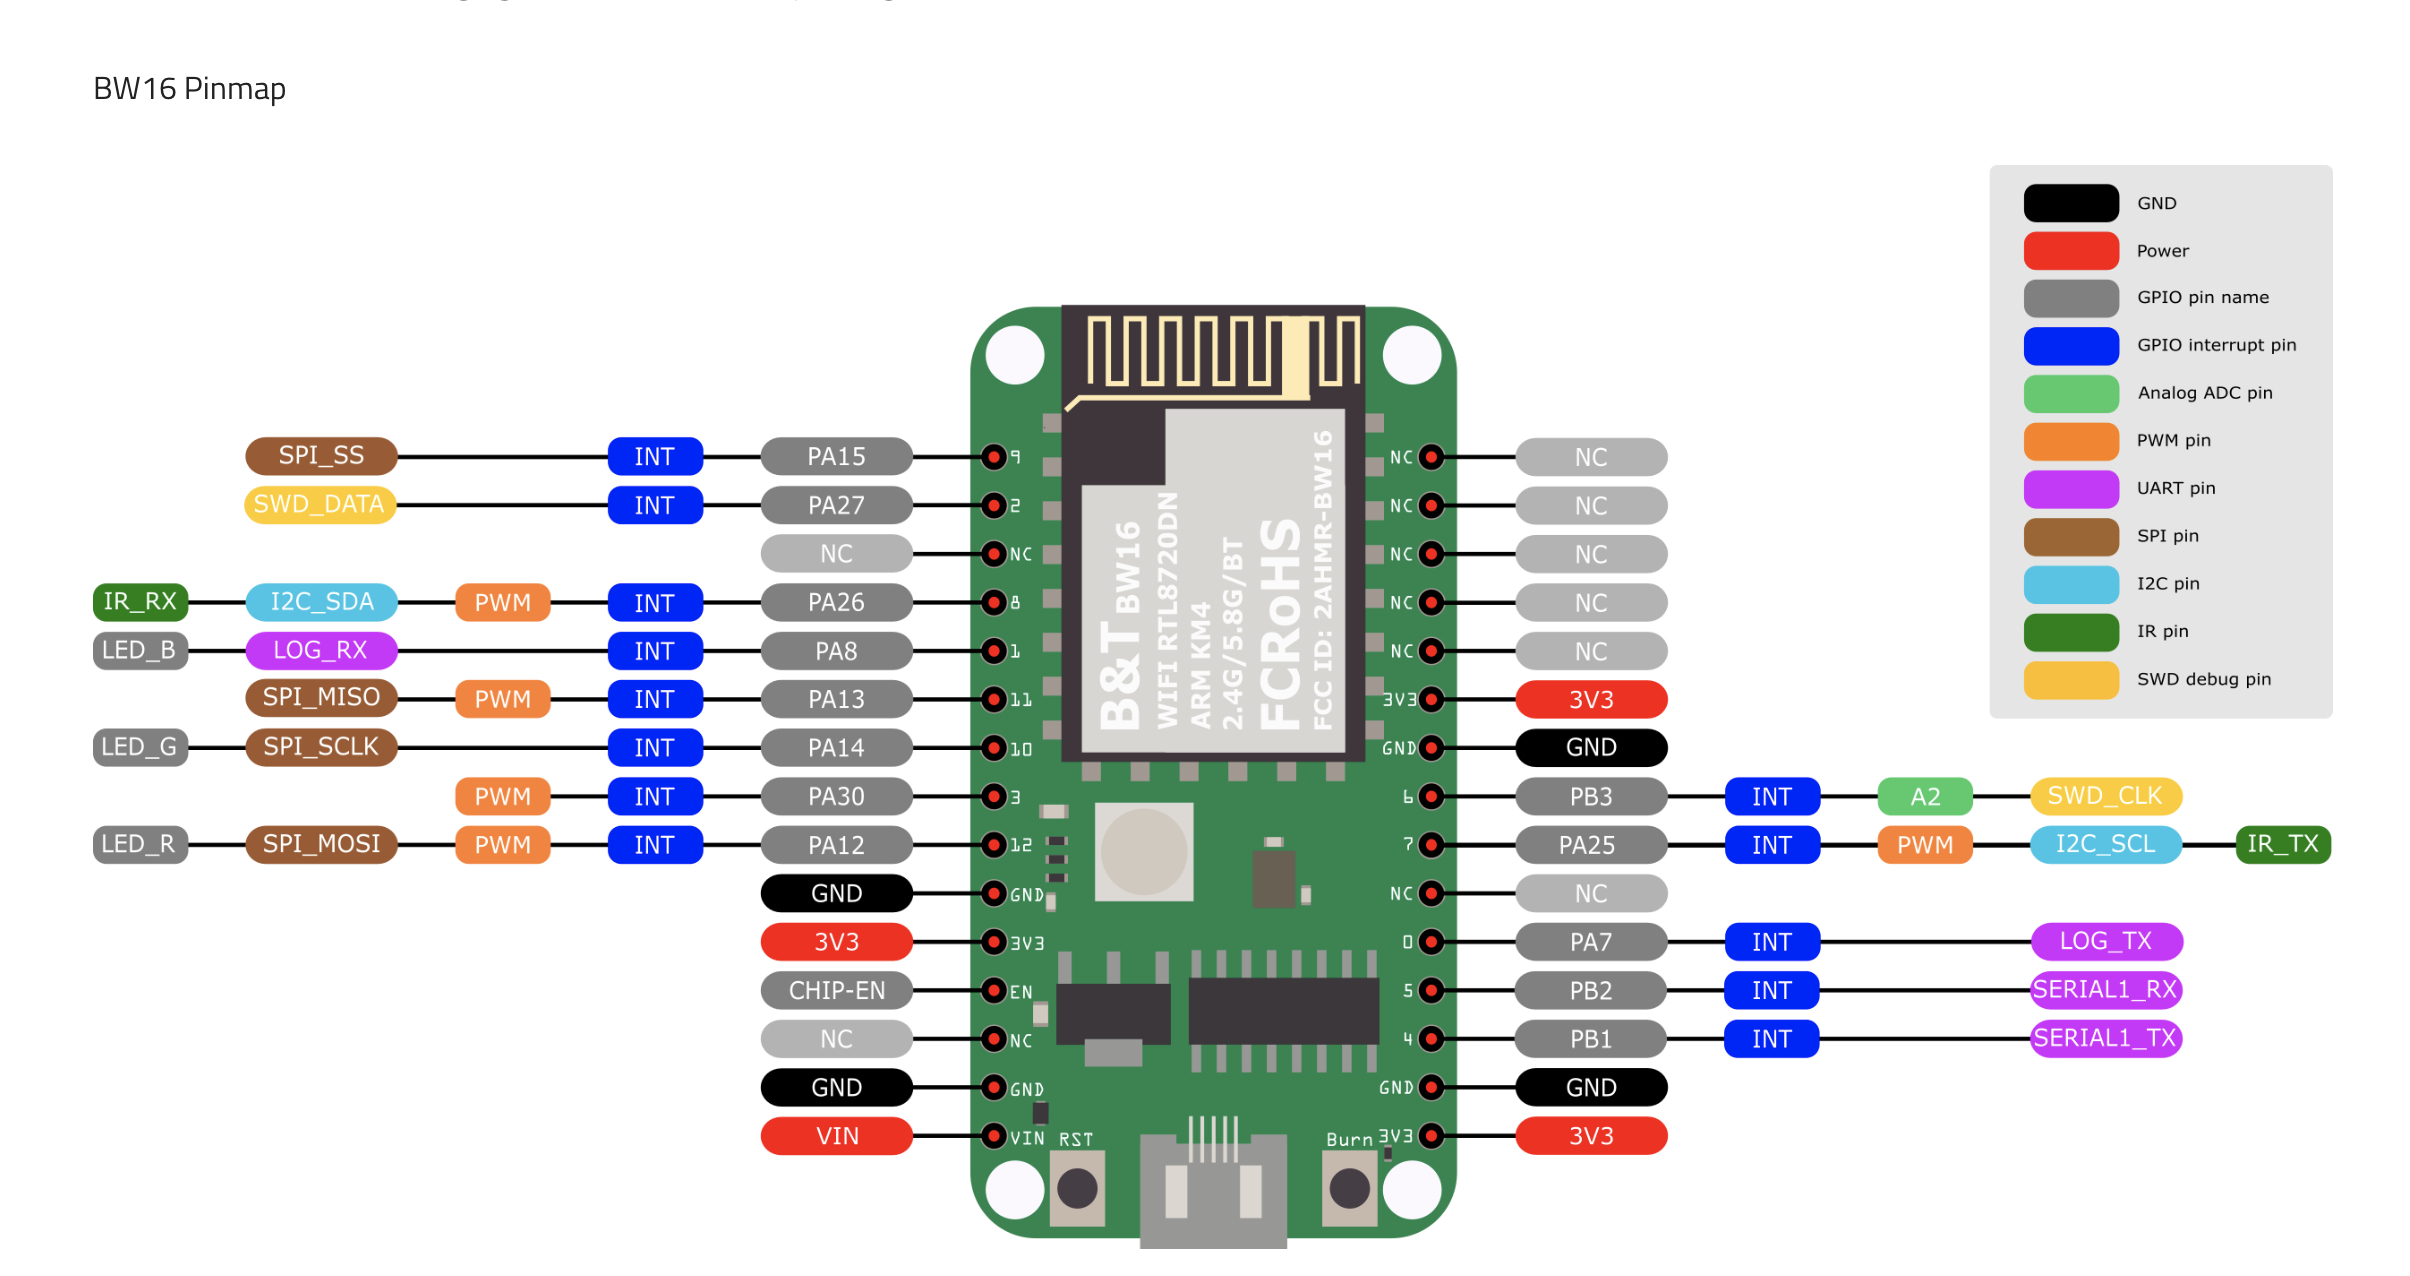 BW16 Pinmap
GND
Power
GPIO pin name
GPIO interrupt pin
Analog ADC pin
PWM pin
UART pin
SPI pin
I2C pin
IR pin
SWD debug pin
SPI_SS INT PA15 9 NC NC
SWD_DATA INT PA27 2 NC NC
NC NC NC NC
IR_RX I2C_SDA PWM INT PA26 8 NC NC
LED_B LOG_RX INT PA8 1 NC NC
SPI_MISO PWM INT PA13 11 3V3 3V3
LED_G SPI_SCLK INT PA14 10 GND GND
PWM INT PA30 3 6 PB3 INT A2 SWD_CLK
LED_R SPI_MOSI PWM INT PA12 12 7 PA25 INT PWM I2C_SCL IR_TX
GND GND NC NC
3V3 3V3 0 PA7 INT LOG_TX
CHIP-EN EN 5 PB2 INT SERIAL1_RX
NC NC 4 PB1 INT SERIAL1_TX
GND GND GND GND
VIN VIN RST Burn 3V3 3V3
B&T BW16
WIFI RTL8720DN
ARM KM4
2.4G/5.8G/BT
FCRoHS
FCC ID: 2AHMR-BW16